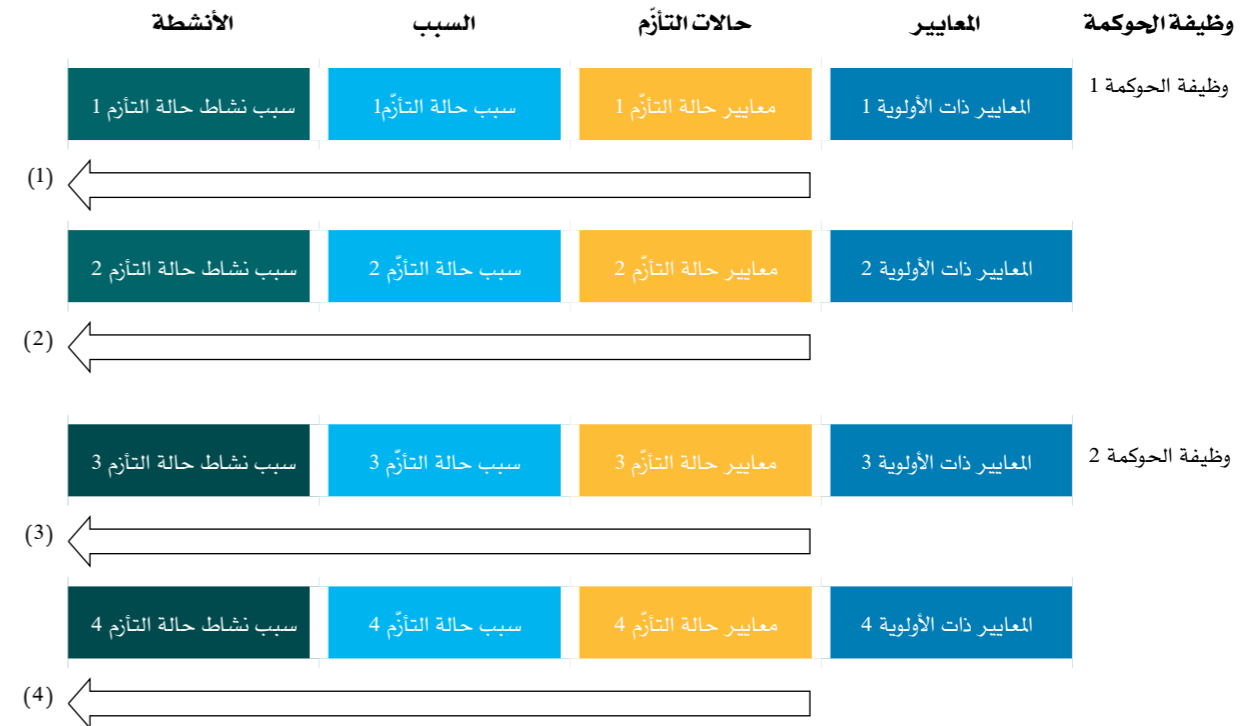 وظيفة الحوكمة المعايير حالات التأزّم السبب الأنشطة
وظيفة الحوكمة 1
المعايير ذات الأولوية 1 معايير حالة التأزّم 1 سبب حالة التأزّم1 سبب نشاط حالة التأزم 1
(1)
المعايير ذات الأولوية 2 معايير حالة التأزّم 2 سبب حالة التأزّم 2 سبب نشاط حالة التأزم 2
(2)
وظيفة الحوكمة 2
المعايير ذات الأولوية 3 معايير حالة التأزّم 3 سبب حالة التأزّم 3 سبب نشاط حالة التأزم 3
(3)
المعايير ذات الأولوية 4 معايير حالة التأزّم 4 سبب حالة التأزّم 4 سبب نشاط حالة التأزم 4
(4)